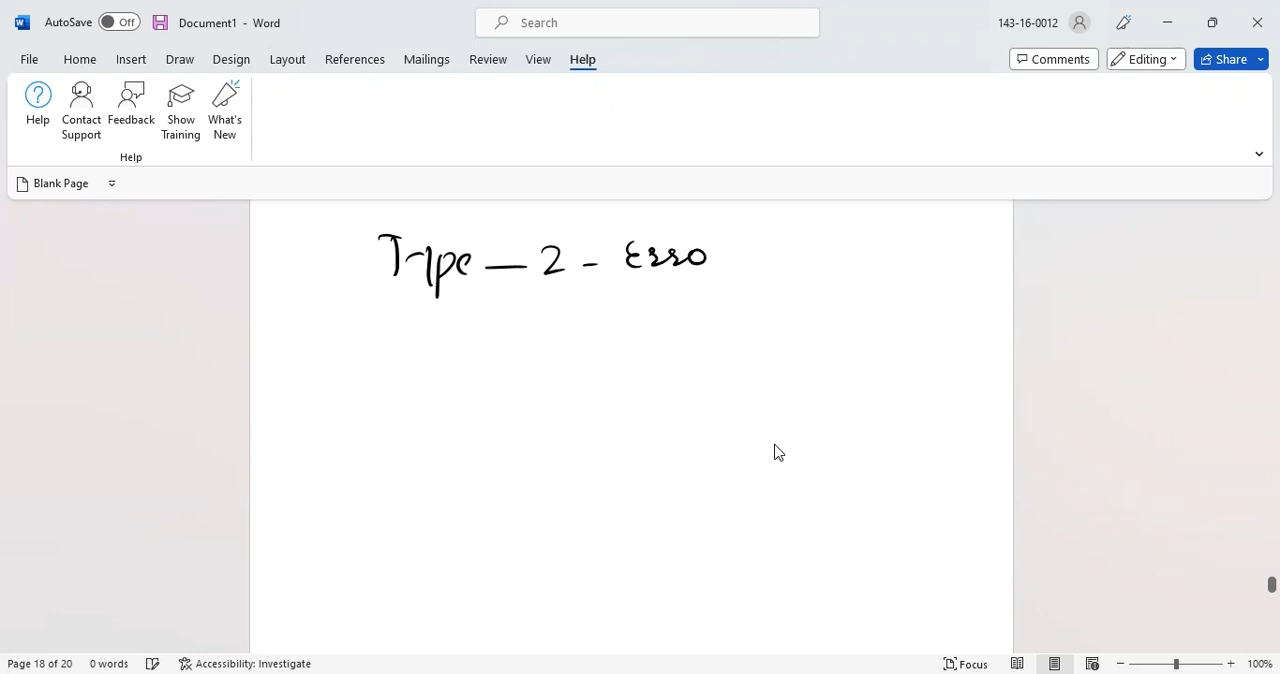 AutoSave Off Document1 - Word Search 143-16-0012
File Home Insert Draw Design Layout References Mailings Review View Help Comments Editing Share
Help Contact Support Feedback Show Training What's New
Help
Blank Page
Type - 2 - Erro
Page 18 of 20 0 words Accessibility: Investigate Focus 100%